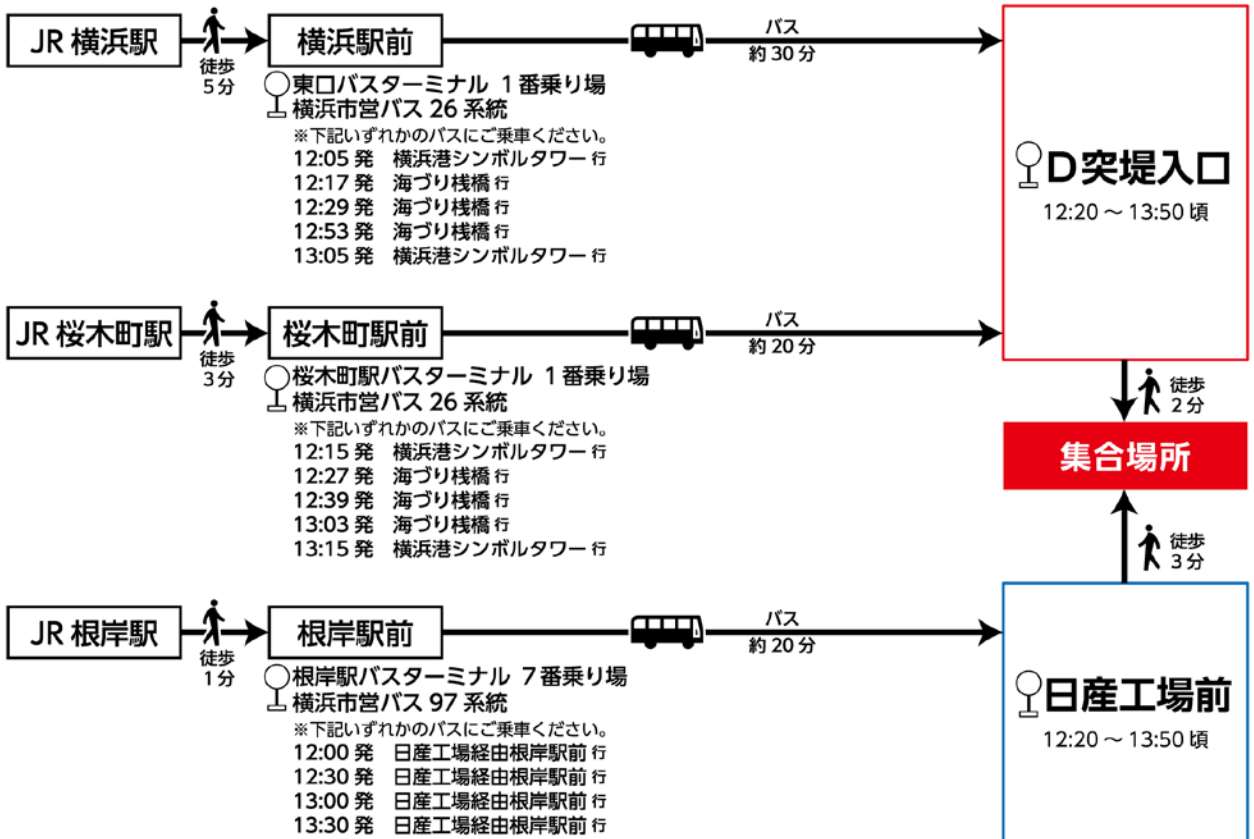 JR 横浜駅
徒歩
5分
横浜駅前
バス
約30分
東口バスターミナル 1番乗り場
横浜市営バス 26 系統
※下記いずれかのバスにご乗車ください。
12:05 発 横浜港シンボルタワー 行
12:17 発 海づり桟橋 行
12:29 発 海づり桟橋 行
12:53 発 海づり桟橋 行
13:05 発 横浜港シンボルタワー 行
D突堤入口
12:20 ～ 13:50 頃
JR 桜木町駅
徒歩
3分
桜木町駅前
バス
約20分
桜木町駅バスターミナル 1番乗り場
横浜市営バス 26 系統
※下記いずれかのバスにご乗車ください。
12:15 発 横浜港シンボルタワー 行
12:27 発 海づり桟橋 行
12:39 発 海づり桟橋 行
13:03 発 海づり桟橋 行
13:15 発 横浜港シンボルタワー 行
徒歩
2分
集合場所
徒歩
3分
JR 根岸駅
徒歩
1分
根岸駅前
バス
約20分
根岸駅バスターミナル 7番乗り場
横浜市営バス 97 系統
※下記いずれかのバスにご乗車ください。
12:00 発 日産工場経由根岸駅前 行
12:30 発 日産工場経由根岸駅前 行
13:00 発 日産工場経由根岸駅前 行
13:30 発 日産工場経由根岸駅前 行
日産工場前
12:20 ～ 13:50 頃